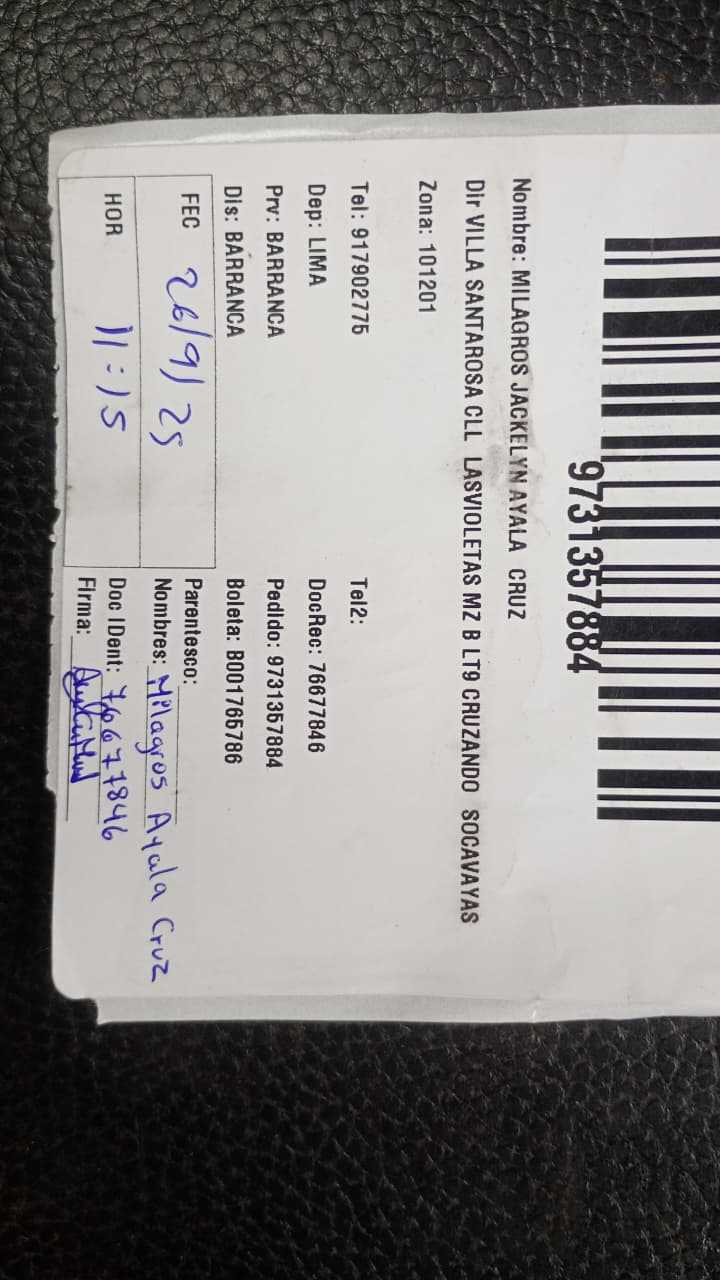 9731357884
Nombre: MILAGROS JACKELYN AYALA CRUZ
Dir VILLA SANTAROSA CLL LASVIOLETAS MZ B LT9 CRUZANDO SOCAVAYAS
Zona: 101201
Tel: 917902775 Tel2:
Dep: LIMA DocRec: 76677846
Prv: BARRANCA Pedido: 9731357884
Dis: BARRANCA Boleta: B001765786
FEC 26/9/25 Parentesco:
Nombres: Milagros Ayala Cruz
HOR 11:15 Doc IDent: 76677846
Firma: